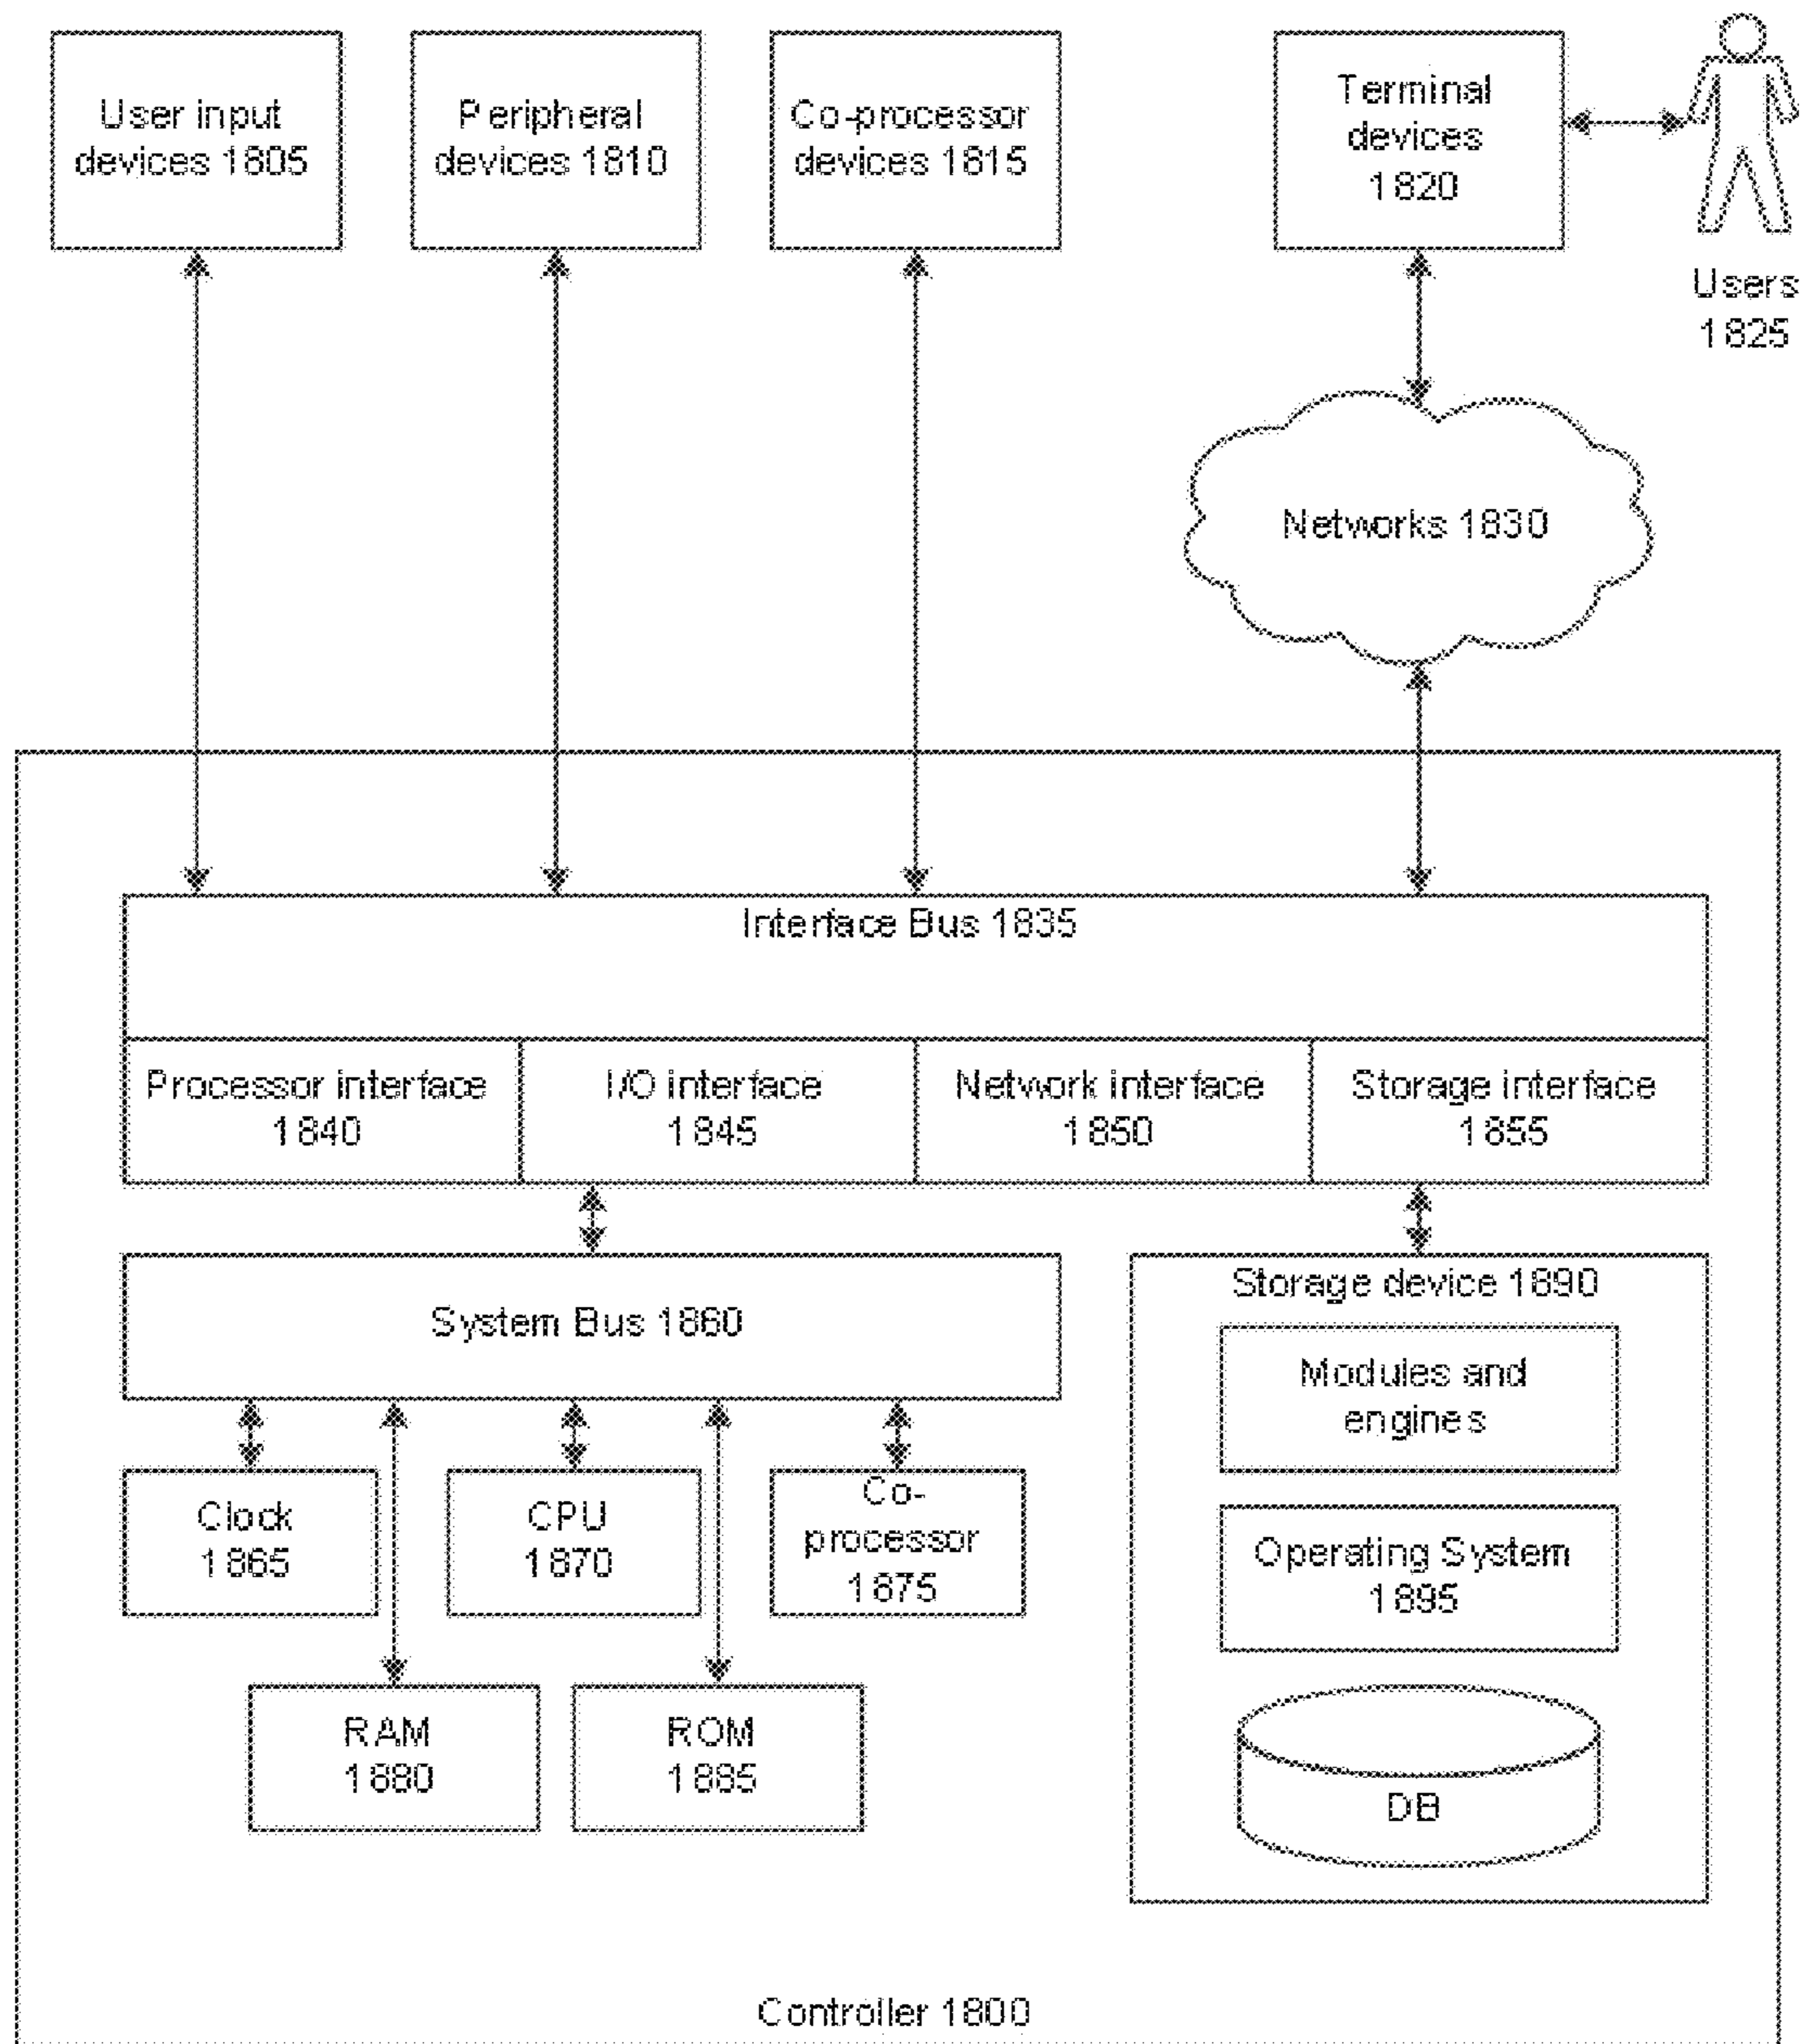 User input
devices 1805
Peripheral
devices 1810
Co-processor
devices 1815
Terminal
devices
1820
Users
1825
Networks 1830
Interface Bus 1835
Processor interface
1840
I/O interface
1845
Network interface
1850
Storage interface
1855
System Bus 1860
Storage device 1890
Modules and
engines
Clock
1865
CPU
1870
Co-
processor
1875
Operating System
1895
RAM
1880
ROM
1885
DB
Controller 1800